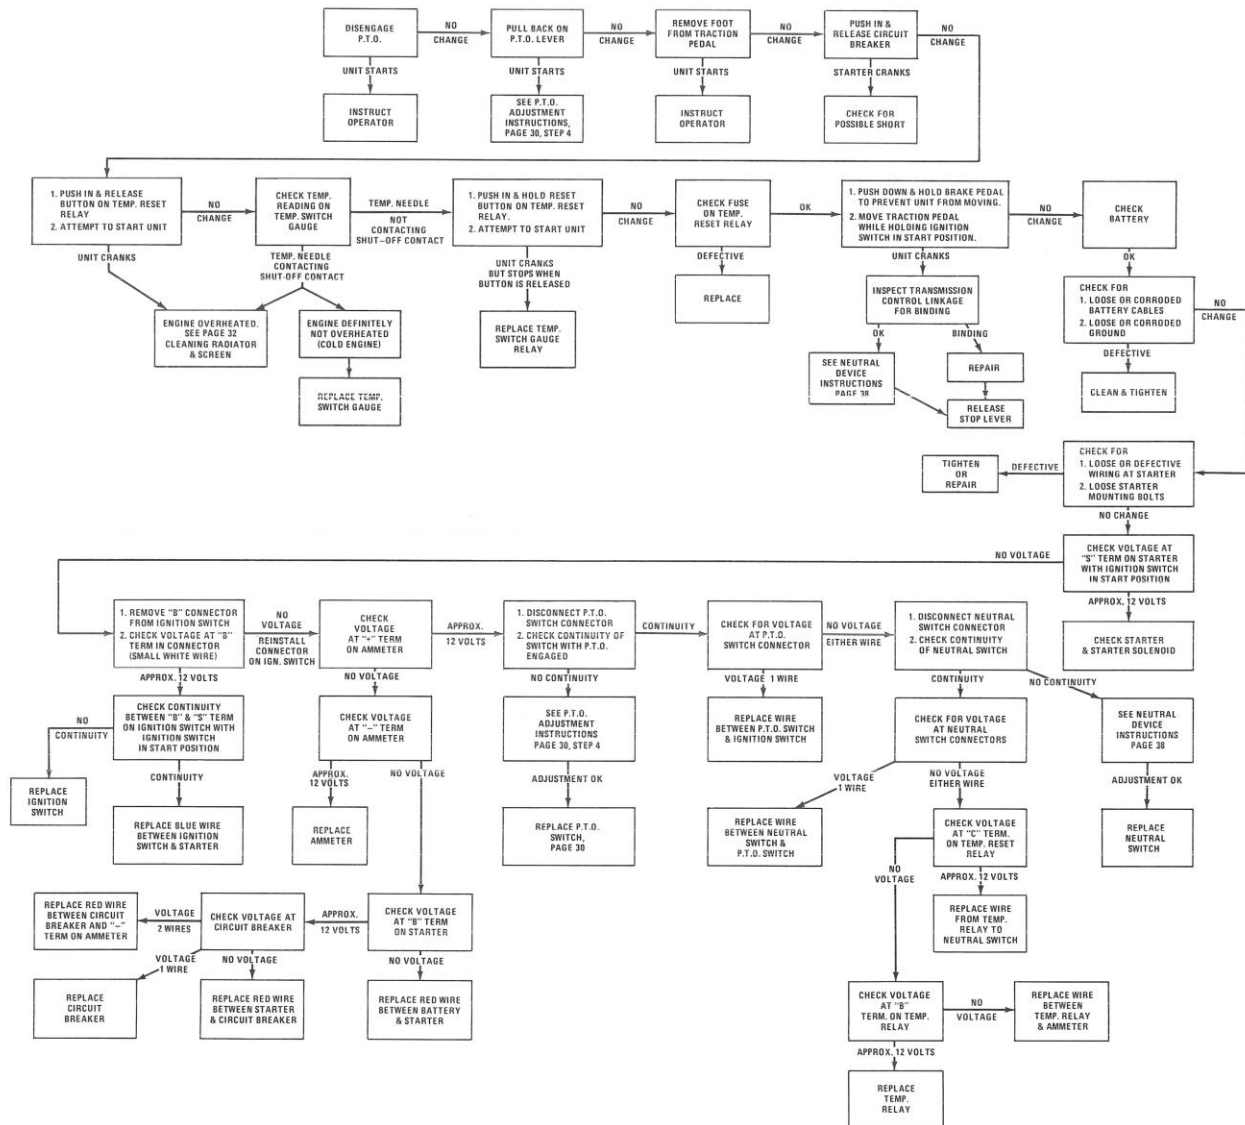 DISENGAGE
P.T.O.
NO
CHANGE
PULL BACK ON
P.T.O. LEVER
NO
CHANGE
REMOVE FOOT
FROM TRACTION
PEDAL
NO
CHANGE
PUSH IN &
RELEASE CIRCUIT
BREAKER
NO
CHANGE
UNIT STARTS
UNIT STARTS
UNIT STARTS
STARTER CRANKS
INSTRUCT
OPERATOR
SEE P.T.O.
ADJUSTMENT
INSTRUCTIONS,
PAGE 30, STEP 4
INSTRUCT
OPERATOR
CHECK FOR
POSSIBLE SHORT
1. PUSH IN & RELEASE
BUTTON ON TEMP. RESET
RELAY
2. ATTEMPT TO START UNIT
NO
CHANGE
CHECK TEMP.
READING ON
TEMP. SWITCH
GAUGE
TEMP. NEEDLE
NOT
CONTACTING
SHUT-OFF CONTACT
1. PUSH IN & HOLD RESET
BUTTON ON TEMP. RESET
RELAY.
2. ATTEMPT TO START UNIT
NO
CHANGE
CHECK FUSE
ON TEMP.
RESET RELAY
OK
1. PUSH DOWN & HOLD BRAKE PEDAL
TO PREVENT UNIT FROM MOVING.
2. MOVE TRACTION PEDAL
WHILE HOLDING IGNITION
SWITCH IN START POSITION.
NO
CHANGE
CHECK
BATTERY
UNIT CRANKS
TEMP. NEEDLE
CONTACTING
SHUT-OFF CONTACT
UNIT CRANKS
BUT STOPS WHEN
BUTTON IS RELEASED
DEFECTIVE
UNIT CRANKS
OK
ENGINE OVERHEATED.
SEE PAGE 32
CLEANING RADIATOR
& SCREEN
ENGINE DEFINITELY
NOT OVERHEATED
(COLD ENGINE)
REPLACE TEMP.
SWITCH GAUGE
RELAY
REPLACE
INSPECT TRANSMISSION
CONTROL LINKAGE
FOR BINDING
CHECK FOR
1. LOOSE OR CORRODED
BATTERY CABLES
2. LOOSE OR CORRODED
GROUND
NO
CHANGE
OK
BINDING
DEFECTIVE
REPLACE TEMP.
SWITCH GAUGE
SEE NEUTRAL
DEVICE
INSTRUCTIONS
PAGE 38
REPAIR
CLEAN & TIGHTEN
RELEASE
STOP LEVER
TIGHTEN
OR
REPAIR
DEFECTIVE
CHECK FOR
1. LOOSE OR DEFECTIVE
WIRING AT STARTER
2. LOOSE STARTER
MOUNTING BOLTS
NO CHANGE
NO VOLTAGE
CHECK VOLTAGE AT
"S" TERM ON STARTER
WITH IGNITION SWITCH
IN START POSITION
APPROX, 12 VOLTS
CHECK STARTER
& STARTER SOLENOID
1. REMOVE "B" CONNECTOR
FROM IGNITION SWITCH
2. CHECK VOLTAGE AT "B"
TERM IN CONNECTOR
(SMALL WHITE WIRE)
NO
VOLTAGE
REINSTALL
CONNECTOR
ON IGN. SWITCH
CHECK
VOLTAGE
AT "+" TERM
ON AMMETER
APPROX.
12 VOLTS
1. DISCONNECT P.T.O.
SWITCH CONNECTOR
2. CHECK CONTINUITY OF
SWITCH WITH P.T.O.
ENGAGED
CONTINUITY
CHECK FOR VOLTAGE
AT P.T.O.
SWITCH CONNECTOR
NO VOLTAGE
EITHER WIRE
1. DISCONNECT NEUTRAL
SWITCH CONNECTOR
2. CHECK CONTINUITY
OF NEUTRAL SWITCH
APPROX. 12 VOLTS
NO VOLTAGE
NO CONTINUITY
VOLTAGE 1 WIRE
CONTINUITY
NO CONTINUITY
NO
CONTINUITY
CHECK CONTINUITY
BETWEEN "B" & "S" TERM
ON IGNITION SWITCH WITH
IGNITION SWITCH
IN START POSITION
CHECK VOLTAGE
AT "–" TERM
ON AMMETER
SEE P.T.O.
ADJUSTMENT
INSTRUCTIONS
PAGE 30, STEP 4
REPLACE WIRE
BETWEEN P.T.O. SWITCH
& IGNITION SWITCH
CHECK FOR VOLTAGE
AT NEUTRAL
SWITCH CONNECTORS
SEE NEUTRAL
DEVICE
INSTRUCTIONS
PAGE 38
REPLACE
IGNITION
SWITCH
CONTINUITY
APPROX.
12 VOLTS
NO VOLTAGE
ADJUSTMENT OK
VOLTAGE
1 WIRE
NO VOLTAGE
EITHER WIRE
ADJUSTMENT OK
REPLACE BLUE WIRE
BETWEEN IGNITION
SWITCH & STARTER
REPLACE
AMMETER
REPLACE P.T.O.
SWITCH,
PAGE 30
REPLACE WIRE
BETWEEN NEUTRAL
SWITCH &
P.T.O. SWITCH
CHECK VOLTAGE
AT "C" TERM.
ON TEMP. RESET
RELAY
REPLACE
NEUTRAL
SWITCH
NO
VOLTAGE
APPROX. 12 VOLTS
REPLACE RED WIRE
BETWEEN CIRCUIT
BREAKER AND "–"
TERM ON AMMETER
VOLTAGE
2 WIRES
CHECK VOLTAGE AT
CIRCUIT BREAKER
APPROX.
12 VOLTS
CHECK VOLTAGE
AT "B" TERM
ON STARTER
REPLACE WIRE
FROM TEMP.
RELAY TO
NEUTRAL SWITCH
VOLTAGE
1 WIRE
NO VOLTAGE
NO VOLTAGE
REPLACE
CIRCUIT
BREAKER
REPLACE RED WIRE
BETWEEN STARTER
& CIRCUIT BREAKER
REPLACE RED WIRE
BETWEEN BATTERY
& STARTER
CHECK VOLTAGE
AT "B"
TERM. ON TEMP.
RELAY
NO
VOLTAGE
REPLACE WIRE
BETWEEN
TEMP. RELAY
& AMMETER
APPROX. 12 VOLTS
REPLACE
TEMP.
RELAY